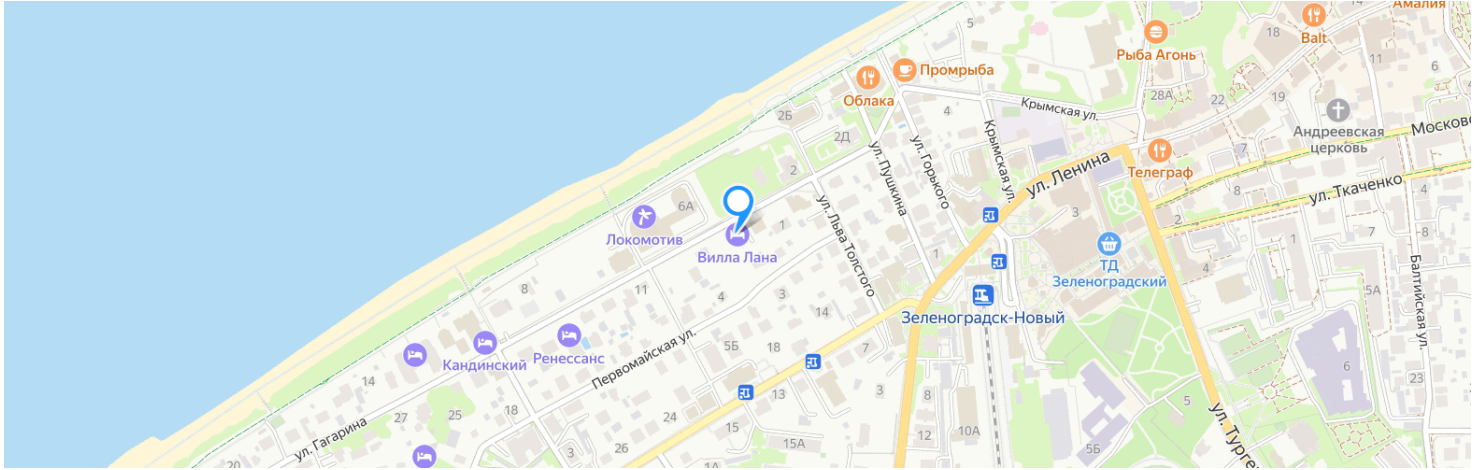 Амалия
5
18
Balt
Рыба Агонь
6
Промрыба
Облака
28А
22
19
4
Крымская ул.
2Б
Андреевская
церковь
Московс
2Д
7
Крымская ул.
ул. Ленина
Телеграф
ул. Горького
ул. Пушкина
2
8
ул. Ткаченко
6А
ул. Льва Толстого
3
2
Локомотив
1
1
1
7
Вилла Лана
ТД
Зеленоградский
4
Балтийская ул.
8
11
4
3
5А
14
Зеленоградск-Новый
Первомайская ул.
5Б
18
7
Кандинский
Ренессанс
6
14
23
3
8
13
27
25
18
24
ул. Гагарина
12
10А
ул. Турге
15
15А
5Б
3
26
20
1А